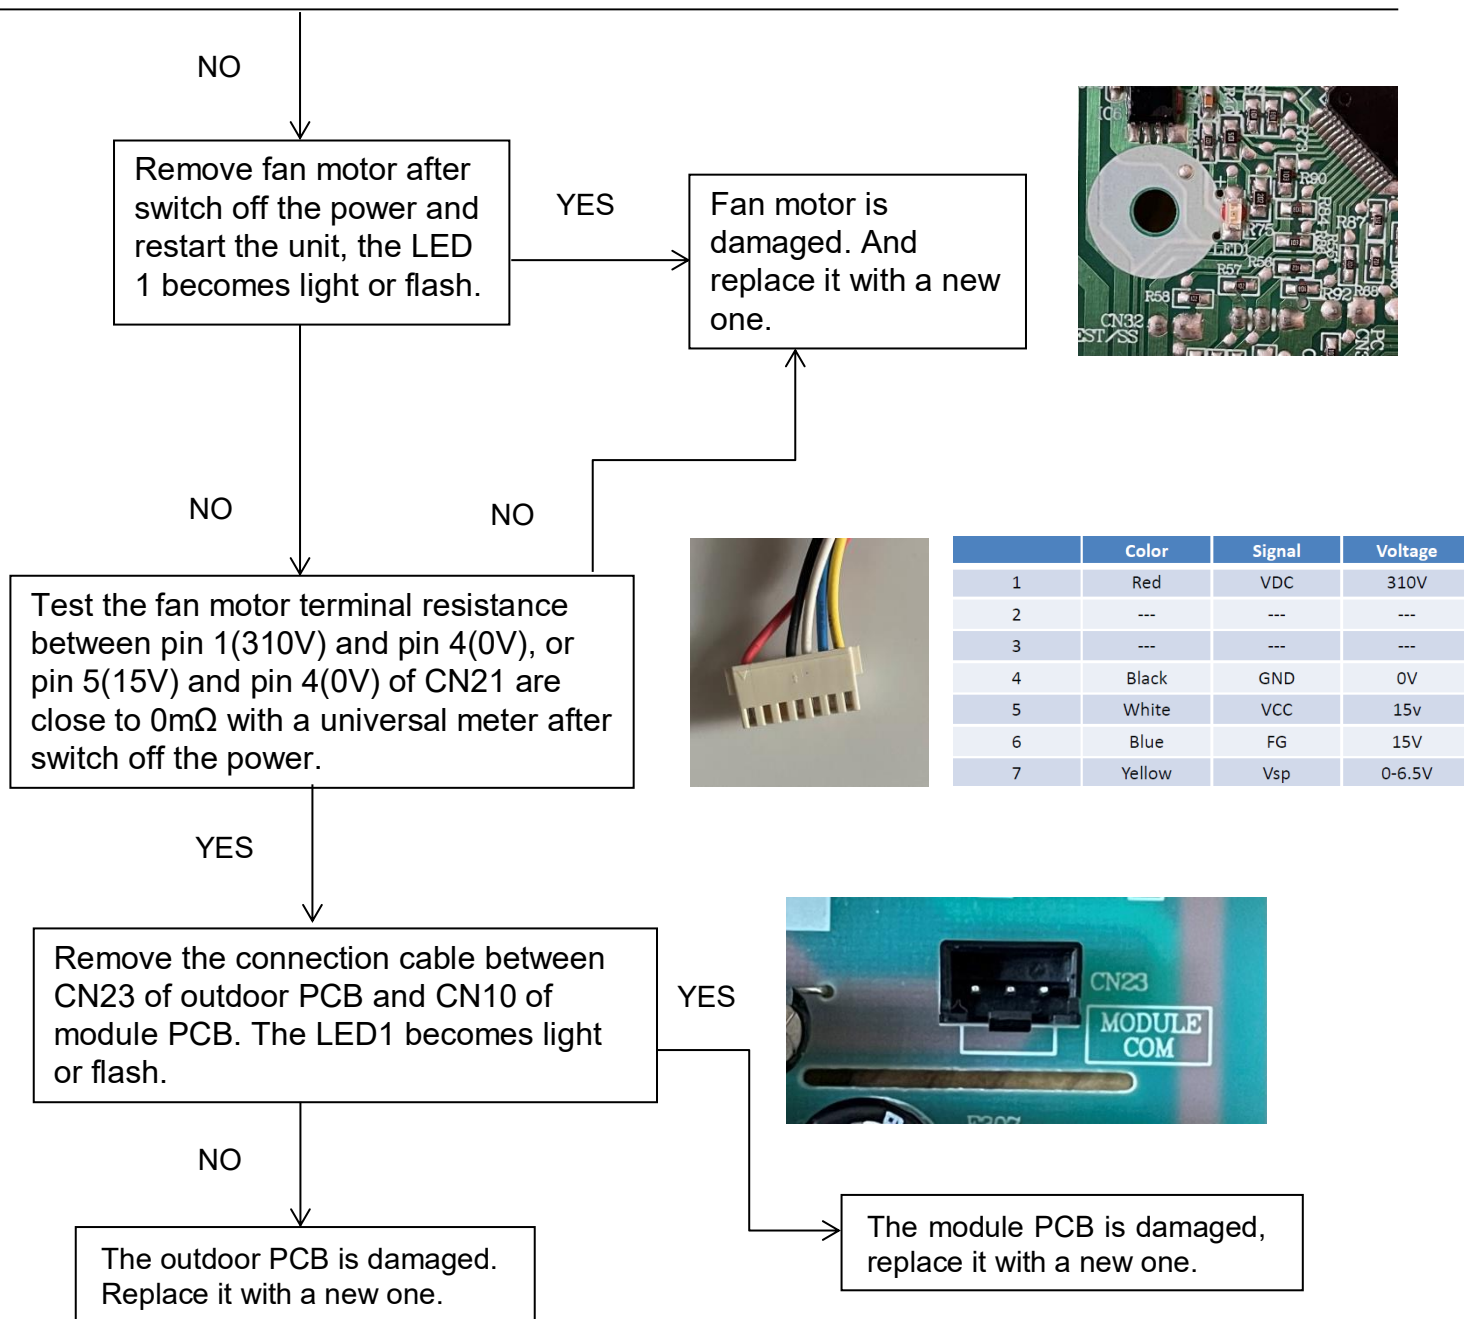 NO
Remove fan motor after
switch off the power and
restart the unit, the LED
1 becomes light or flash.
YES
Fan motor is
damaged. And
replace it with a new
one.
R90
R75
LED1
R56
R57
R58
R87
R92
R88
CN32
EST/SS
NO
NO
Test the fan motor terminal resistance
between pin 1(310V) and pin 4(0V), or
pin 5(15V) and pin 4(0V) of CN21 are
close to 0mΩ with a universal meter after
switch off the power.
Color Signal Voltage
1 Red VDC 310V
2 --- --- ---
3 --- --- ---
4 Black GND 0V
5 White VCC 15v
6 Blue FG 15V
7 Yellow Vsp 0-6.5V
YES
Remove the connection cable between
CN23 of outdoor PCB and CN10 of
module PCB. The LED1 becomes light
or flash.
YES
CN23
MODULE
COM
NO
The outdoor PCB is damaged.
Replace it with a new one.
The module PCB is damaged,
replace it with a new one.